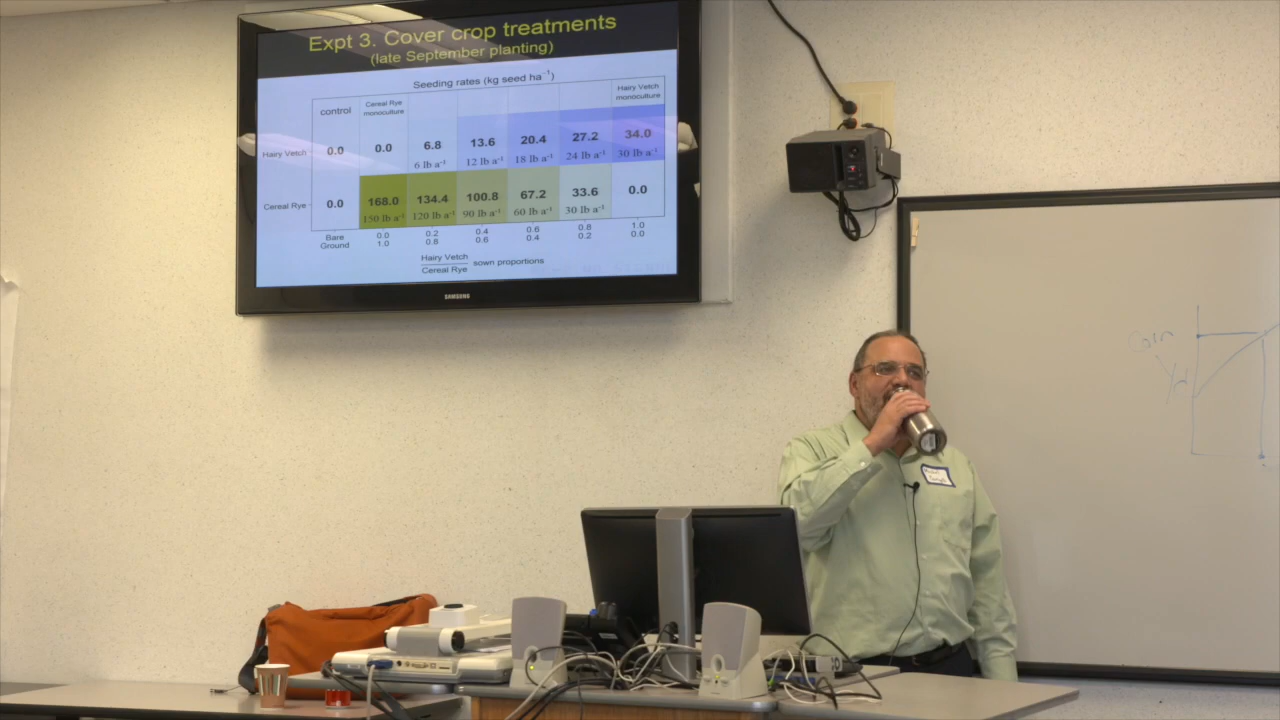 Expt 3. Cover crop treatments
(late September planting)
Seeding rates (kg seed ha⁻¹)
control
Cereal Rye
monoculture
Hairy Vetch
monoculture
Hairy Vetch 0.0 0.0 6.8 13.6 20.4 27.2 34.0
6 lb a⁻¹ 12 lb a⁻¹ 18 lb a⁻¹ 24 lb a⁻¹ 30 lb a⁻¹
Cereal Rye 0.0 168.0 134.4 100.8 67.2 33.6 0.0
150 lb a⁻¹ 120 lb a⁻¹ 90 lb a⁻¹ 60 lb a⁻¹ 30 lb a⁻¹
Bare 0.0 0.2 0.4 0.6 0.8 1.0
Ground 1.0 0.8 0.6 0.4 0.2 0.0
Hairy Vetch
Cereal Rye
sown proportions
SAMSUNG
Corn